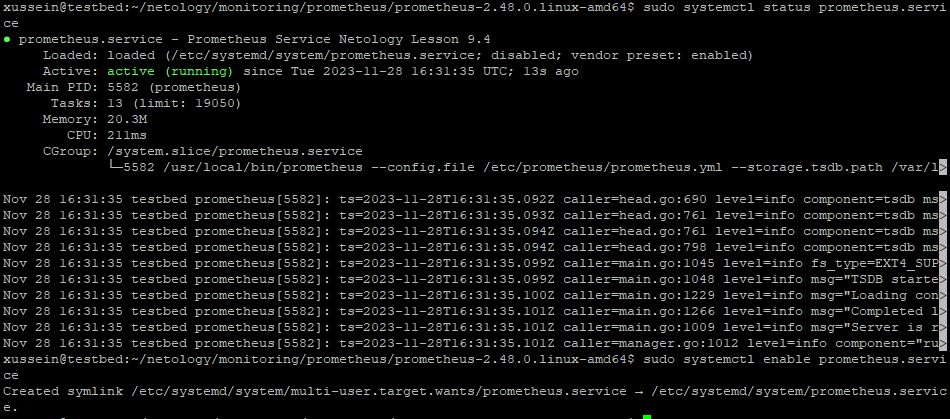 xussein@testbed:~/netology/monitoring/prometheus/prometheus-2.48.0.linux-amd64$ sudo systemctl status prometheus.servi
ce
● prometheus.service - Prometheus Service Netology Lesson 9.4
Loaded: loaded (/etc/systemd/system/prometheus.service; disabled; vendor preset: enabled)
Active: active (running) since Tue 2023-11-28 16:31:35 UTC; 13s ago
Main PID: 5582 (prometheus)
Tasks: 13 (limit: 19050)
Memory: 20.3M
CPU: 211ms
CGroup: /system.slice/prometheus.service
└─5582 /usr/local/bin/prometheus --config.file /etc/prometheus/prometheus.yml --storage.tsdb.path /var/l>
Nov 28 16:31:35 testbed prometheus[5582]: ts=2023-11-28T16:31:35.092Z caller=head.go:690 level=info component=tsdb ms>
Nov 28 16:31:35 testbed prometheus[5582]: ts=2023-11-28T16:31:35.093Z caller=head.go:761 level=info component=tsdb ms>
Nov 28 16:31:35 testbed prometheus[5582]: ts=2023-11-28T16:31:35.094Z caller=head.go:761 level=info component=tsdb ms>
Nov 28 16:31:35 testbed prometheus[5582]: ts=2023-11-28T16:31:35.094Z caller=head.go:798 level=info component=tsdb ms>
Nov 28 16:31:35 testbed prometheus[5582]: ts=2023-11-28T16:31:35.099Z caller=main.go:1045 level=info fs_type=EXT4_SUP>
Nov 28 16:31:35 testbed prometheus[5582]: ts=2023-11-28T16:31:35.099Z caller=main.go:1048 level=info msg="TSDB starte>
Nov 28 16:31:35 testbed prometheus[5582]: ts=2023-11-28T16:31:35.100Z caller=main.go:1229 level=info msg="Loading con>
Nov 28 16:31:35 testbed prometheus[5582]: ts=2023-11-28T16:31:35.101Z caller=main.go:1266 level=info msg="Completed l>
Nov 28 16:31:35 testbed prometheus[5582]: ts=2023-11-28T16:31:35.101Z caller=main.go:1009 level=info msg="Server is r>
Nov 28 16:31:35 testbed prometheus[5582]: ts=2023-11-28T16:31:35.101Z caller=manager.go:1012 level=info component="ru>
xussein@testbed:~/netology/monitoring/prometheus/prometheus-2.48.0.linux-amd64$ sudo systemctl enable prometheus.servi
ce
Created symlink /etc/systemd/system/multi-user.target.wants/prometheus.service → /etc/systemd/system/prometheus.servic
e.